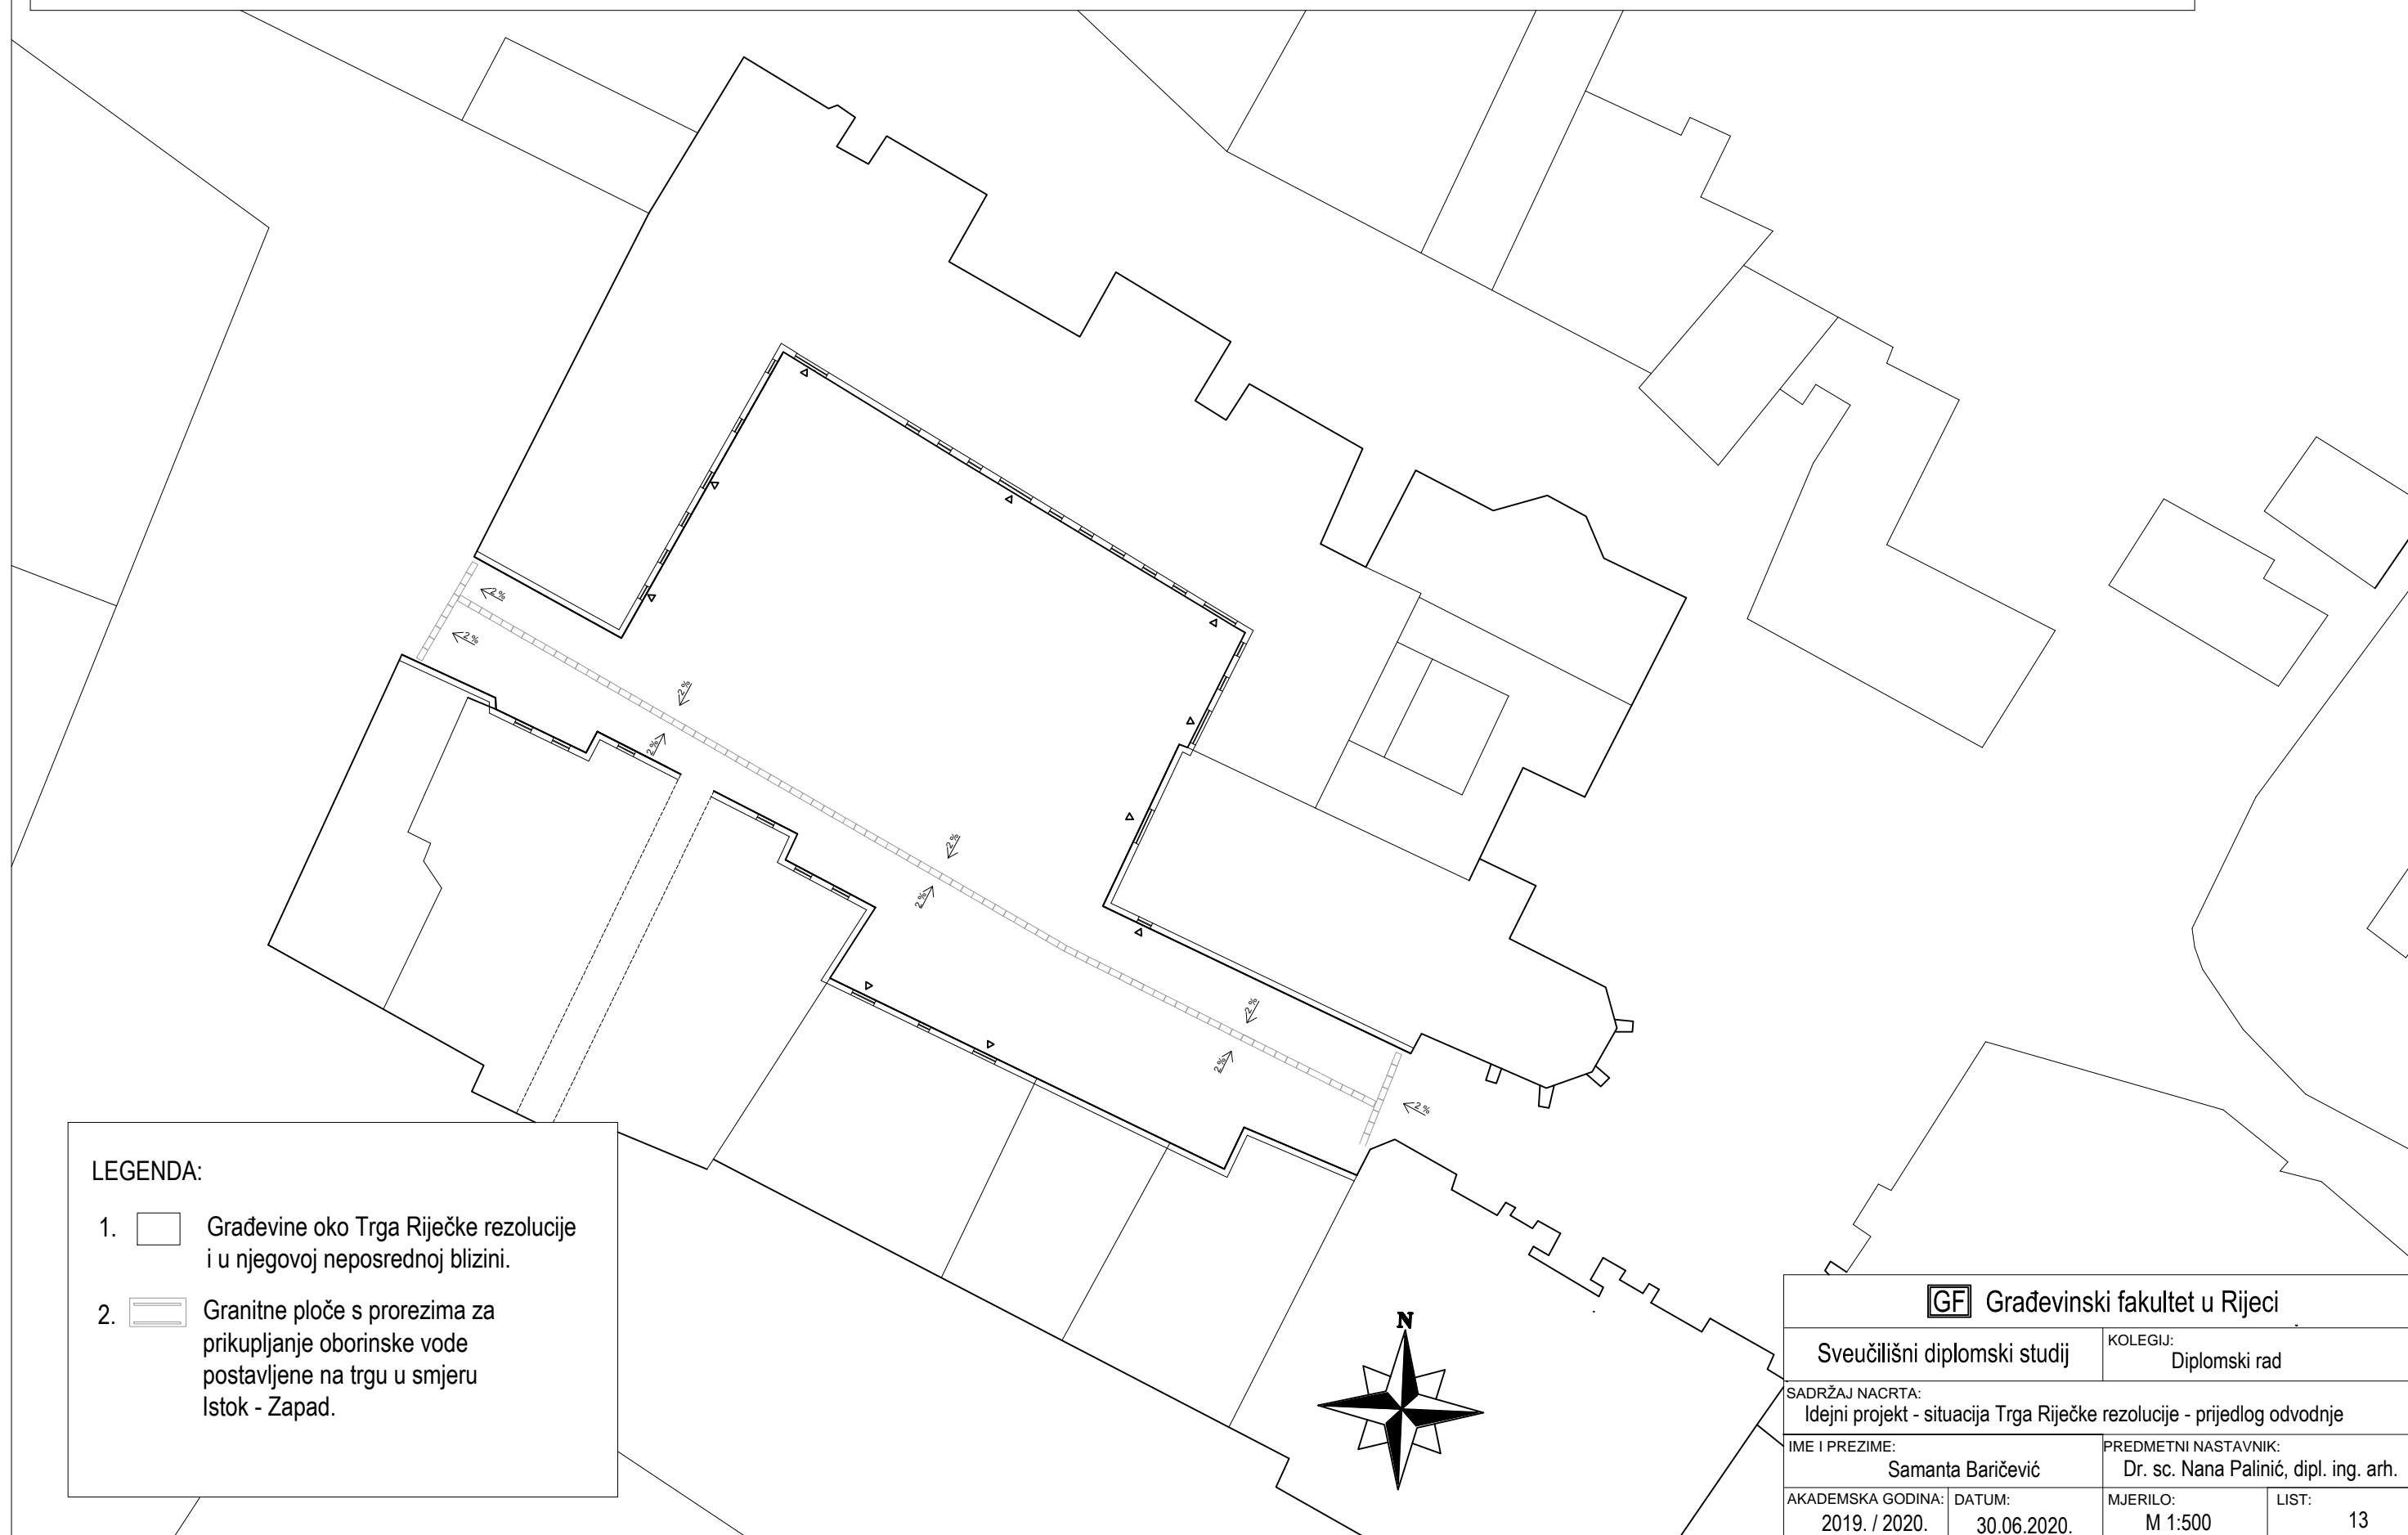 2%
2%
2%
2%
2%
2%
2%
2%
2%
LEGENDA:
1. Građevine oko Trga Riječke rezolucije
i u njegovoj neposrednoj blizini.
2. Granitne ploče s prorezima za
prikupljanje oborinske vode
postavljene na trgu u smjeru
Istok - Zapad.
N
GF Građevinski fakultet u Rijeci
Sveučilišni diplomski studij
KOLEGIJ:
Diplomski rad
SADRŽAJ NACRTA:
Idejni projekt - situacija Trga Riječke rezolucije - prijedlog odvodnje
IME I PREZIME:
Samanta Baričević
PREDMETNI NASTAVNIK:
Dr. sc. Nana Palinić, dipl. ing. arh.
AKADEMSKA GODINA:
2019. / 2020.
DATUM:
30.06.2020.
MJERILO:
M 1:500
LIST:
13